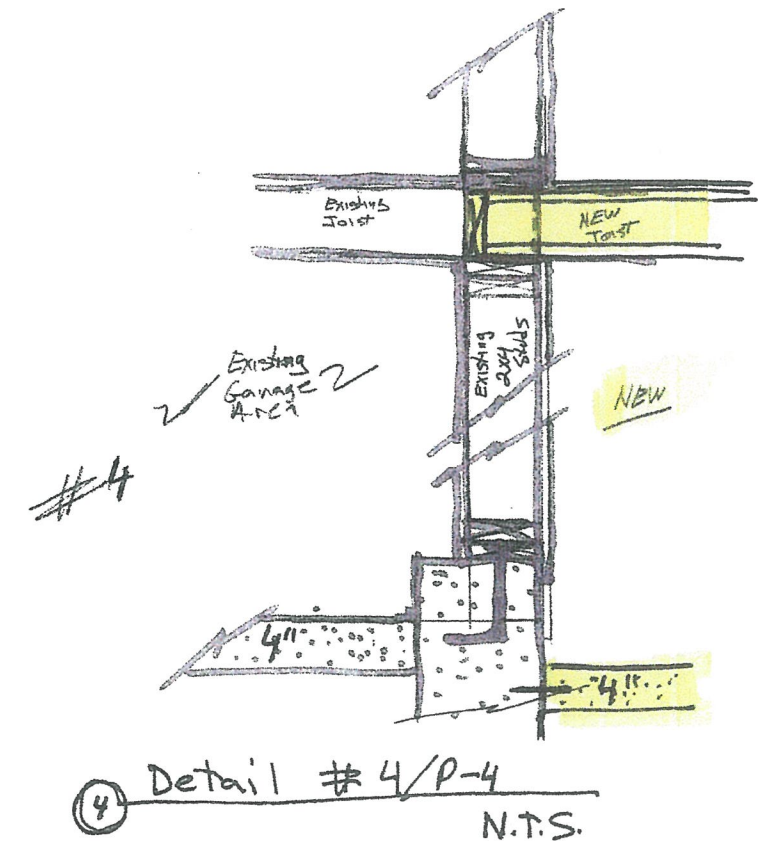 Existing
Joist
NEW
Joist
Existing
2x4
Studs
Existing
Garage
Area
NEW
#4
4"
4"
4 Detail #4/P-4
N.T.S.